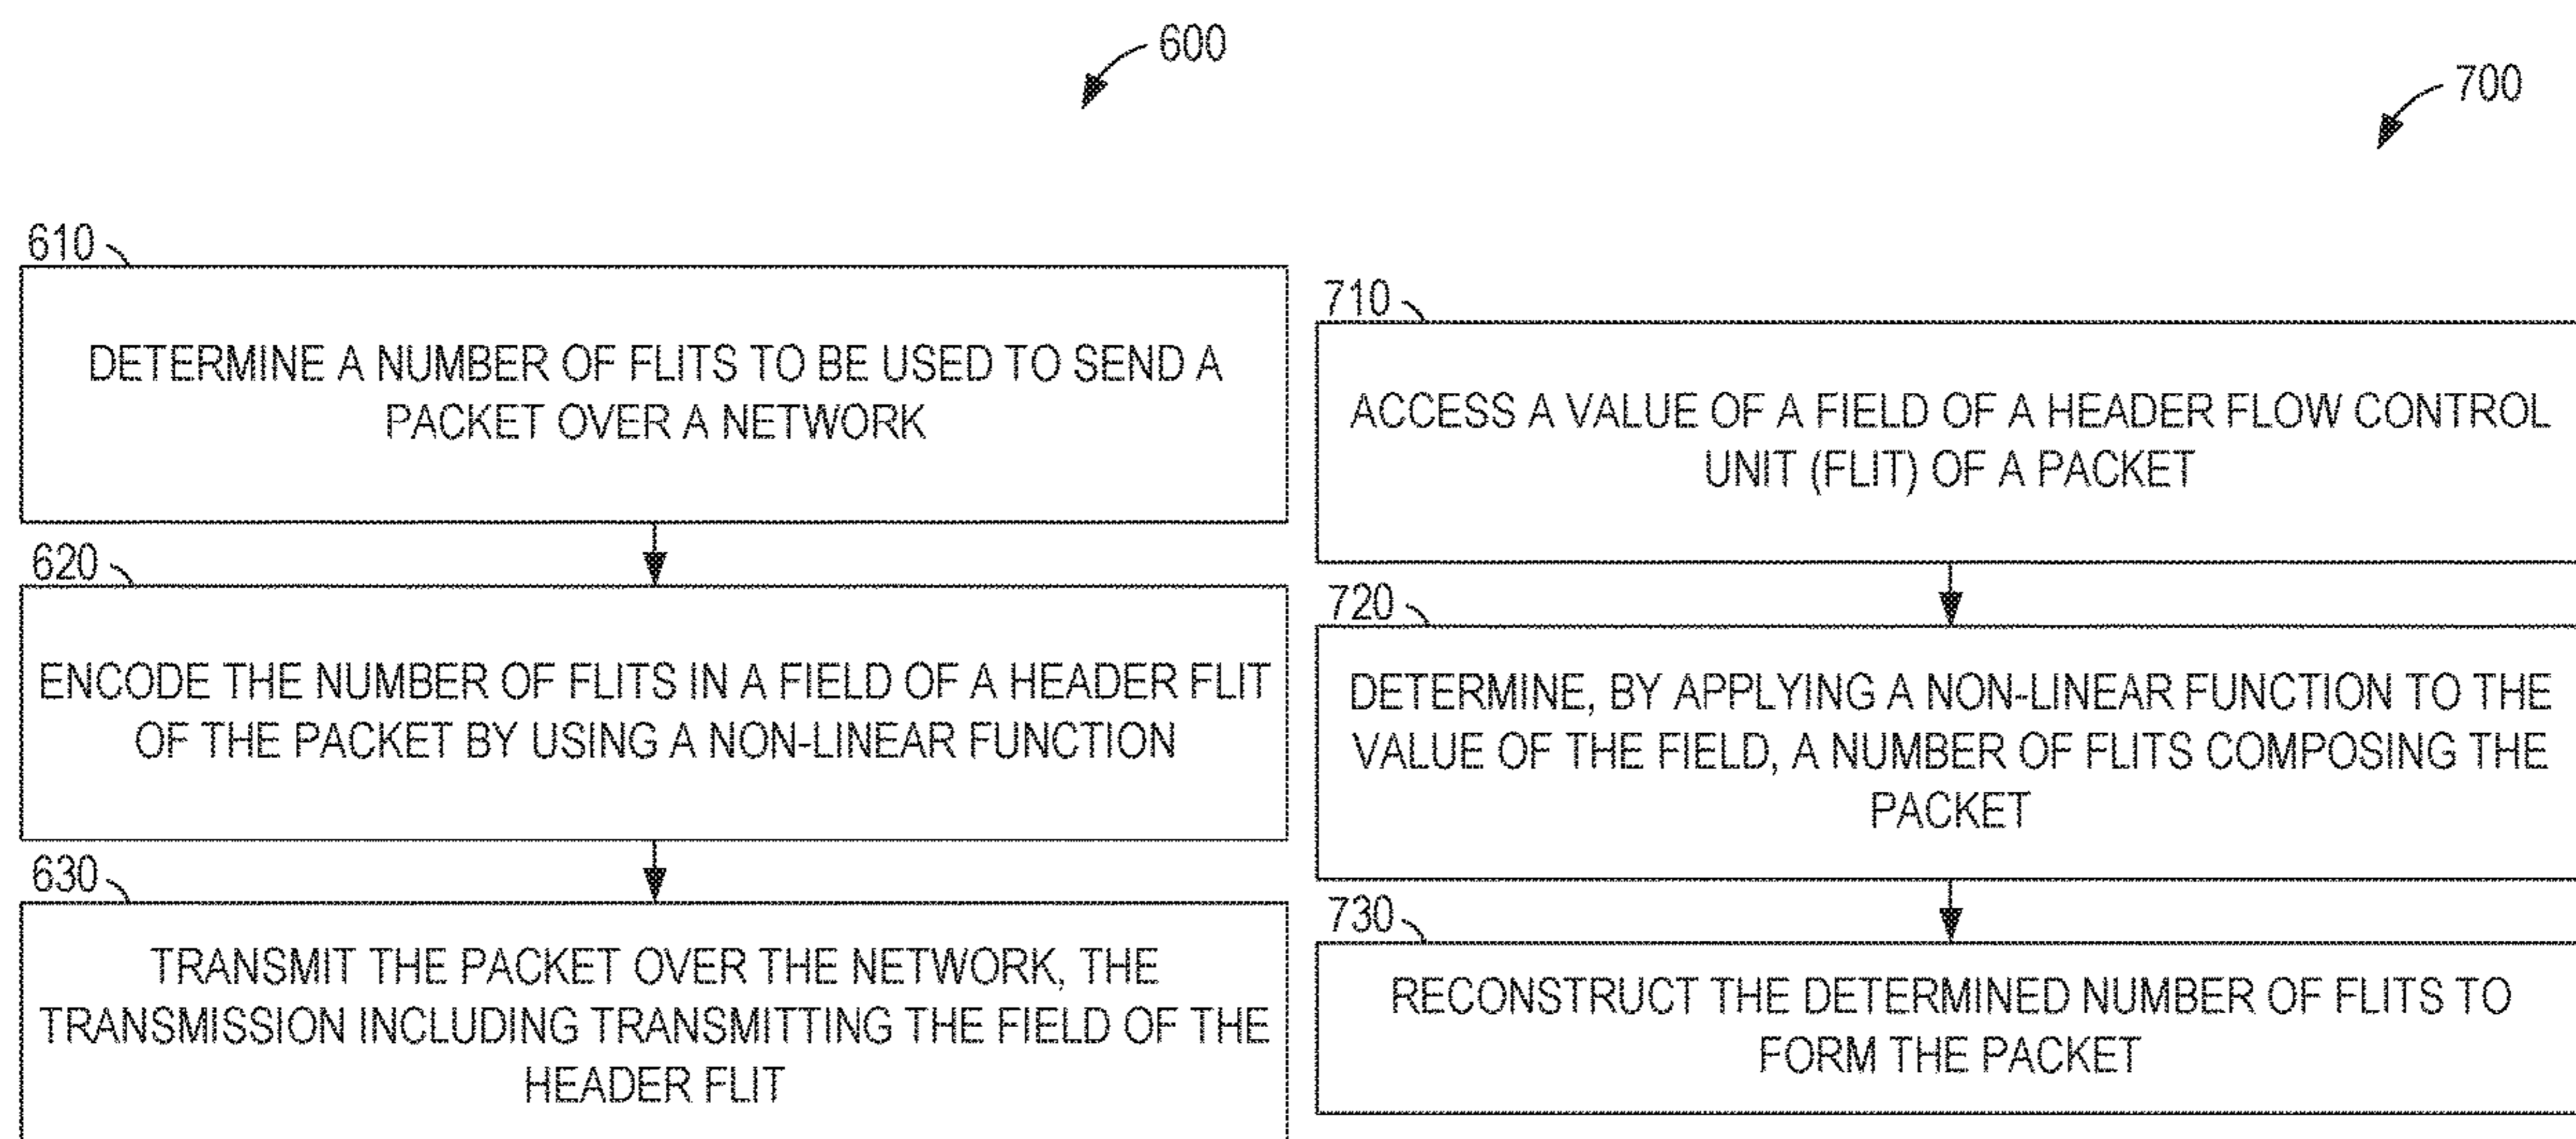 600
610
DETERMINE A NUMBER OF FLITS TO BE USED TO SEND A
PACKET OVER A NETWORK
620
ENCODE THE NUMBER OF FLITS IN A FIELD OF A HEADER FLIT
OF THE PACKET BY USING A NON-LINEAR FUNCTION
630
TRANSMIT THE PACKET OVER THE NETWORK, THE
TRANSMISSION INCLUDING TRANSMITTING THE FIELD OF THE
HEADER FLIT
700
710
ACCESS A VALUE OF A FIELD OF A HEADER FLOW CONTROL
UNIT (FLIT) OF A PACKET
720
DETERMINE, BY APPLYING A NON-LINEAR FUNCTION TO THE
VALUE OF THE FIELD, A NUMBER OF FLITS COMPOSING THE
PACKET
730
RECONSTRUCT THE DETERMINED NUMBER OF FLITS TO
FORM THE PACKET